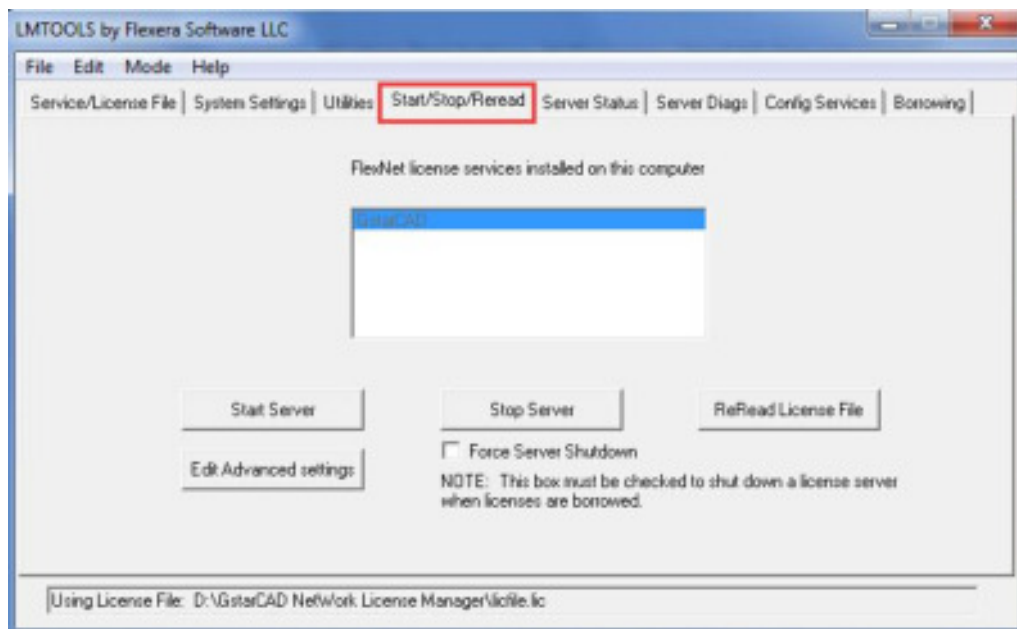 LMTOOLS by Flexera Software LLC
File Edit Mode Help
Service/License File System Settings Utilities Start/Stop/Reread Server Status Server Diags Config Services Borrowing
FlexNet license services installed on this computer
GstarCAD
Start Server Stop Server ReRead License File
Edit Advanced settings
Force Server Shutdown
NOTE: This box must be checked to shut down a license server
when licenses are borrowed.
Using License File: D:\GstarCAD NetWork License Manager\licfile.lic